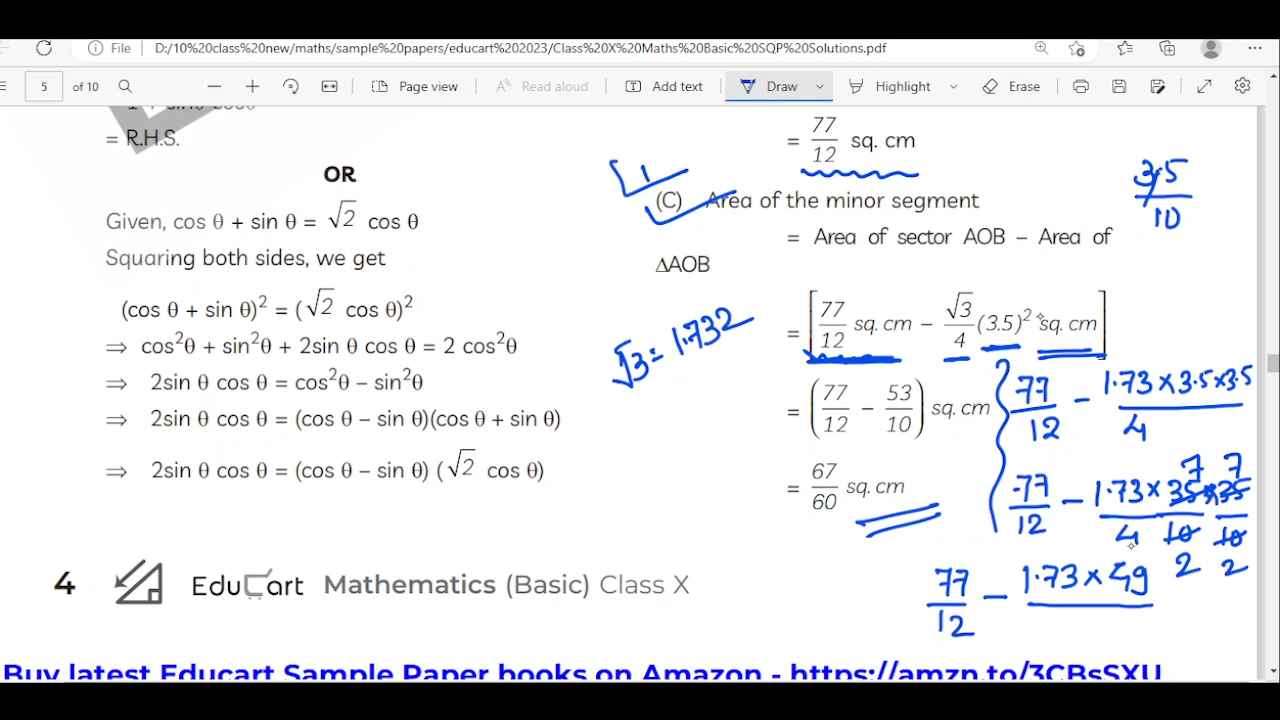 File D:/10%20class%20new/maths/sample%20papers/educart%202023/Class%20X%20Maths%20Basic%20SQP%20Solutions.pdf
5 of 10 Page view Read aloud Add text Draw Highlight Erase
= R.H.S.
OR
Given, cos θ + sin θ = √2 cos θ
Squaring both sides, we get
(cos θ + sin θ)² = (√2 cos θ)²
⇒ cos²θ + sin²θ + 2sin θ cos θ = 2 cos²θ
⇒ 2sin θ cos θ = cos²θ – sin²θ
⇒ 2sin θ cos θ = (cos θ – sin θ)(cos θ + sin θ)
⇒ 2sin θ cos θ = (cos θ – sin θ) (√2 cos θ)
= 77/12 sq. cm
1
(C) Area of the minor segment
= Area of sector AOB – Area of
ΔAOB
= [77/12 sq. cm – √3/4 (3.5)² sq. cm]
= (77/12 – 53/10) sq. cm
= 67/60 sq. cm
√3 = 1.732
3.5/10
77/12 – 1.73 × 3.5 × 3.5 / 4
77/12 – 1.73 × 35 × 35 / 4 10 10
7 7
2 2
77/12 – 1.73 × 49
4 EduCart Mathematics (Basic) Class X
Buy latest Educart Sample Paper books on Amazon - https://amzn.to/3CBsSXU